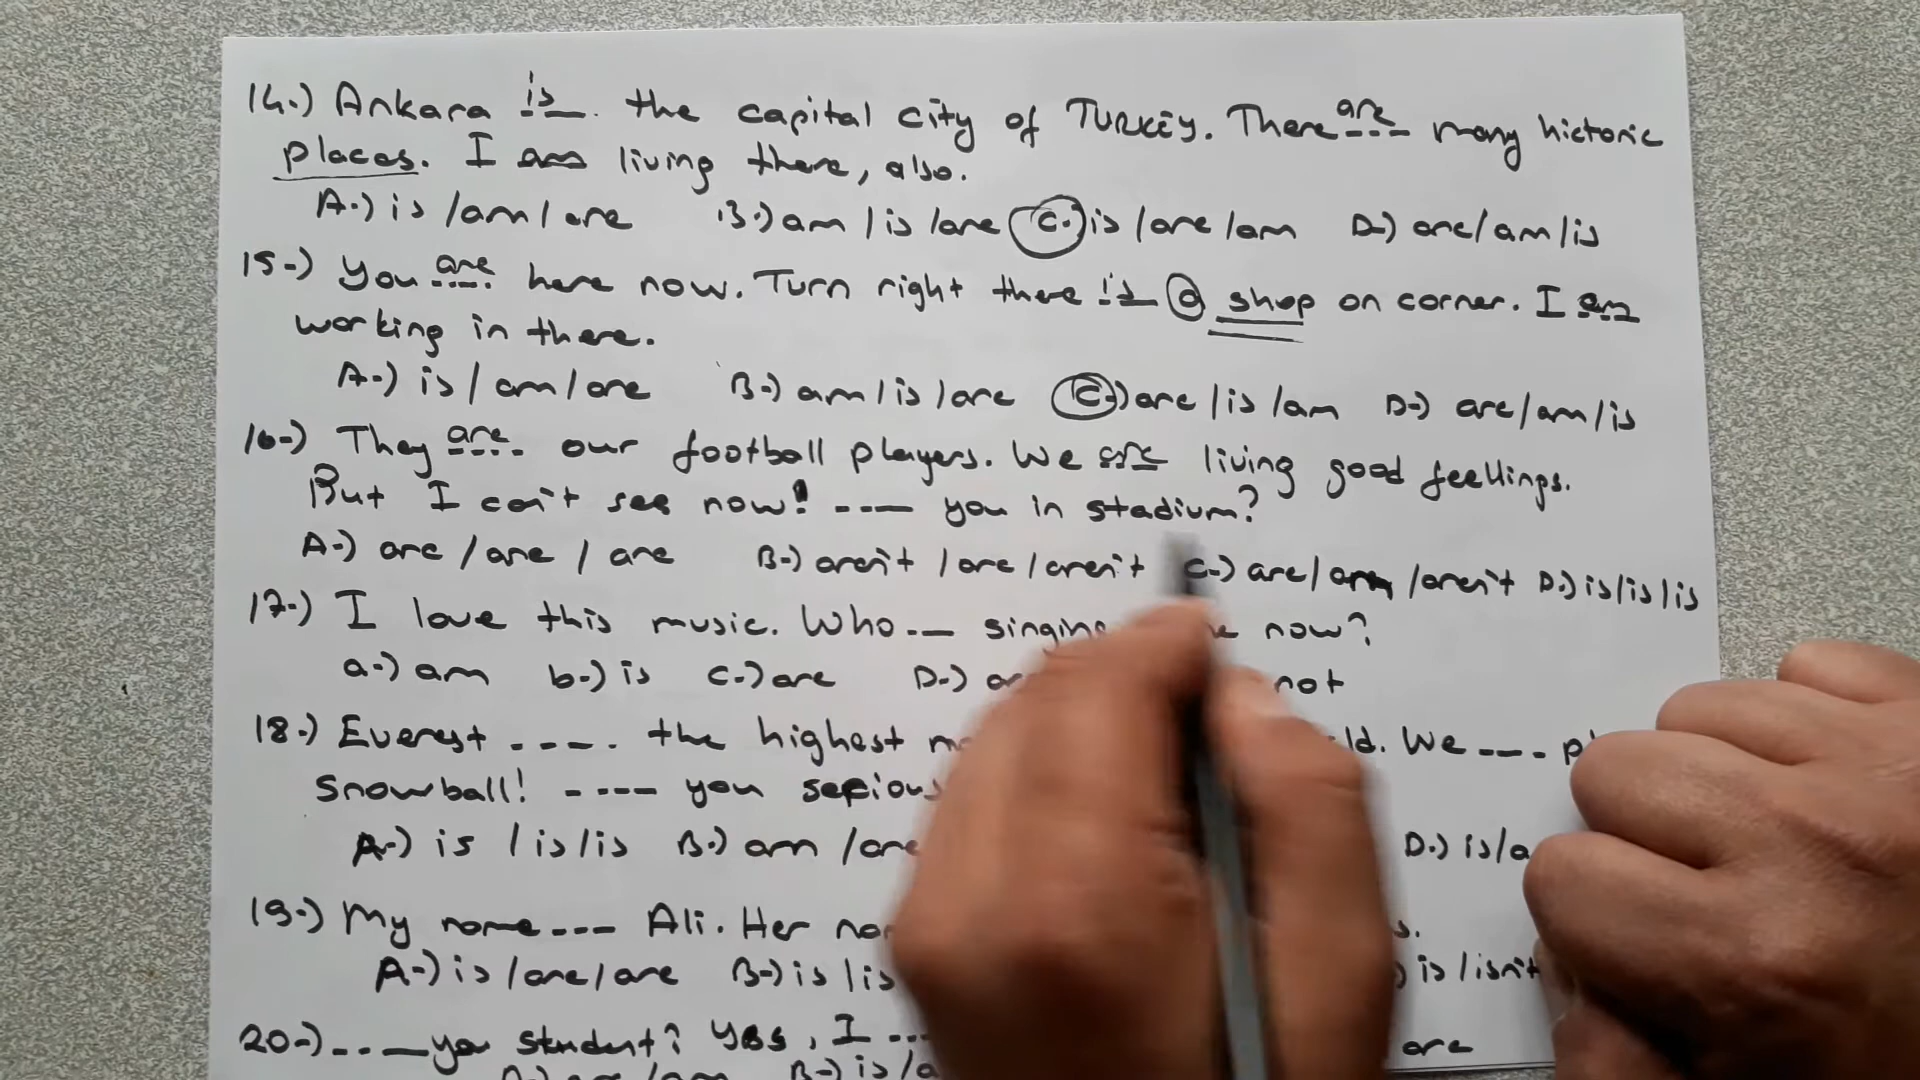 14.) Ankara is the capital city of TURKEY. There are many hictoric
places. I am living there, also.
A.) is /am/ are B.) am / is /are C.) is /are /am D.) are/am/is
15-) you are here now. Turn right there is a shop on corner. I am
working in there.
A-) is / am/are B-) am/is/are C-) are /is /am D-) are/am/is
16-) They are our football players. We are living good feellings.
But I can't see now! ---- you in stadium?
A-) are /are / are B-) aren't /are/aren't C-) are/ /aren't D.) is/is/is
17-) I love this music. Who --- now?
a.) am b.) is C.) are D.) not
18.) Everest ---- the highest We ---- 
snowball! ---- you
A.) is /is/is B.) am /are D.) is/
19-) My name --- Ali. Her
A-) is /are/are B-) is /is is /isn't
20-) ---- you student? Yes, I --- are